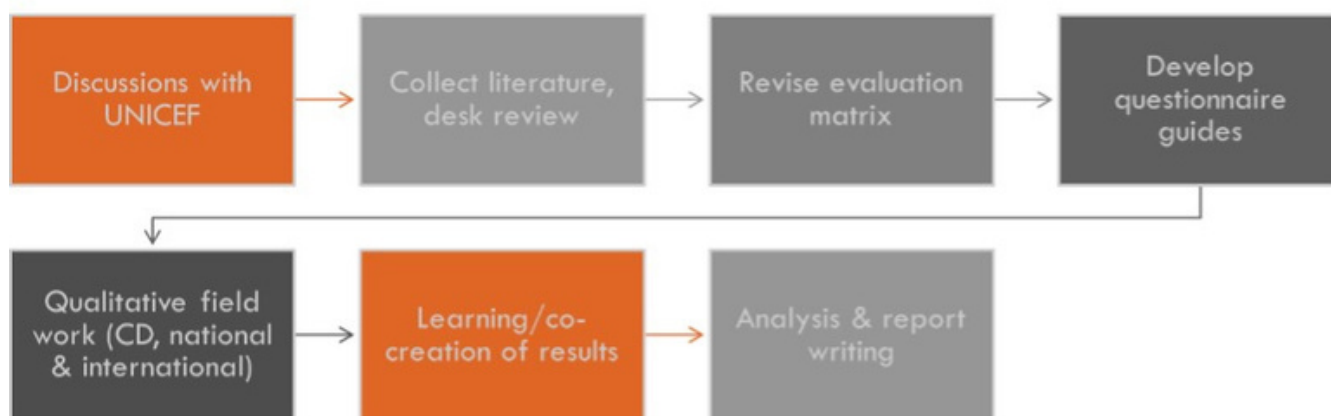 Discussions with
UNICEF
Collect literature,
desk review
Revise evaluation
matrix
Develop
questionnaire
guides
Qualitative field
work (CD, national
& international)
Learning/co-
creation of results
Analysis & report
writing